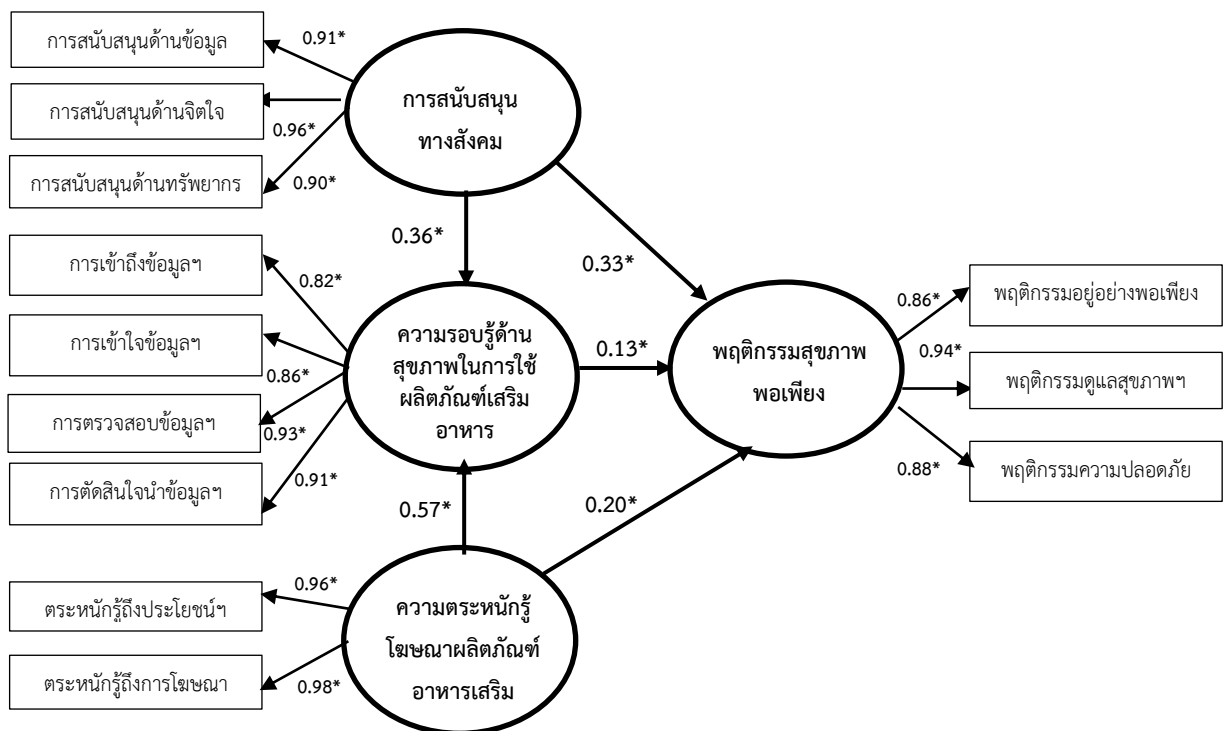 การสนับสนุนด้านข้อมูล
0.91*
การสนับสนุนด้านจิตใจ
0.96*
การสนับสนุนด้านทรัพยากร
0.90*
การสนับสนุน
ทางสังคม
0.36*
0.33*
การเข้าถึงข้อมูลฯ
0.82*
การเข้าใจข้อมูลฯ
0.86*
การตรวจสอบข้อมูลฯ
0.93*
การตัดสินใจนำข้อมูลฯ
0.91*
ความรอบรู้ด้าน
สุขภาพในการใช้
ผลิตภัณฑ์เสริม
อาหาร
0.13*
พฤติกรรมสุขภาพ
พอเพียง
0.86*
พฤติกรรมอยู่อย่างพอเพียง
0.94*
พฤติกรรมดูแลสุขภาพฯ
0.88*
พฤติกรรมความปลอดภัย
0.57*
0.20*
ตระหนักรู้ถึงประโยชน์ฯ
0.96*
ตระหนักรู้ถึงการโฆษณา
0.98*
ความตระหนักรู้
โฆษณาผลิตภัณฑ์
อาหารเสริม